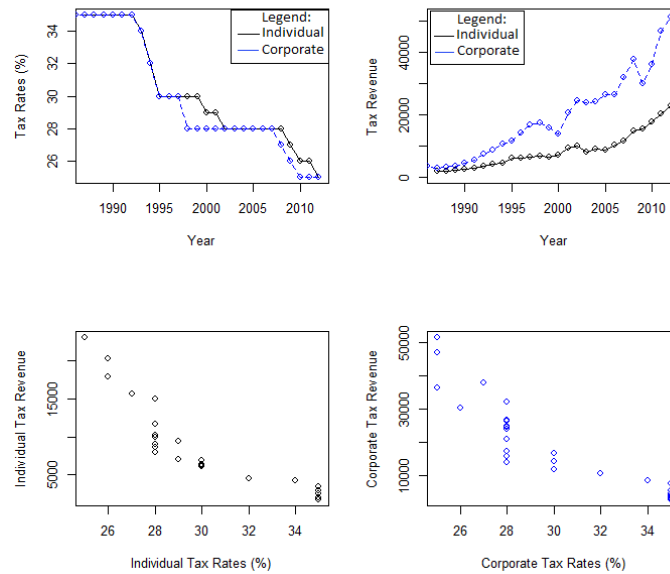 Legend:
Individual
Corporate
Tax Rates (%)
34
32
30
28
26
1990
1995
2000
2005
2010
Year
Legend:
Individual
Corporate
Tax Revenue
40000
20000
0
1990
1995
2000
2005
2010
Year
Individual Tax Revenue
15000
5000
26
28
30
32
34
Individual Tax Rates (%)
Corporate Tax Revenue
50000
30000
10000
26
28
30
32
34
Corporate Tax Rates (%)